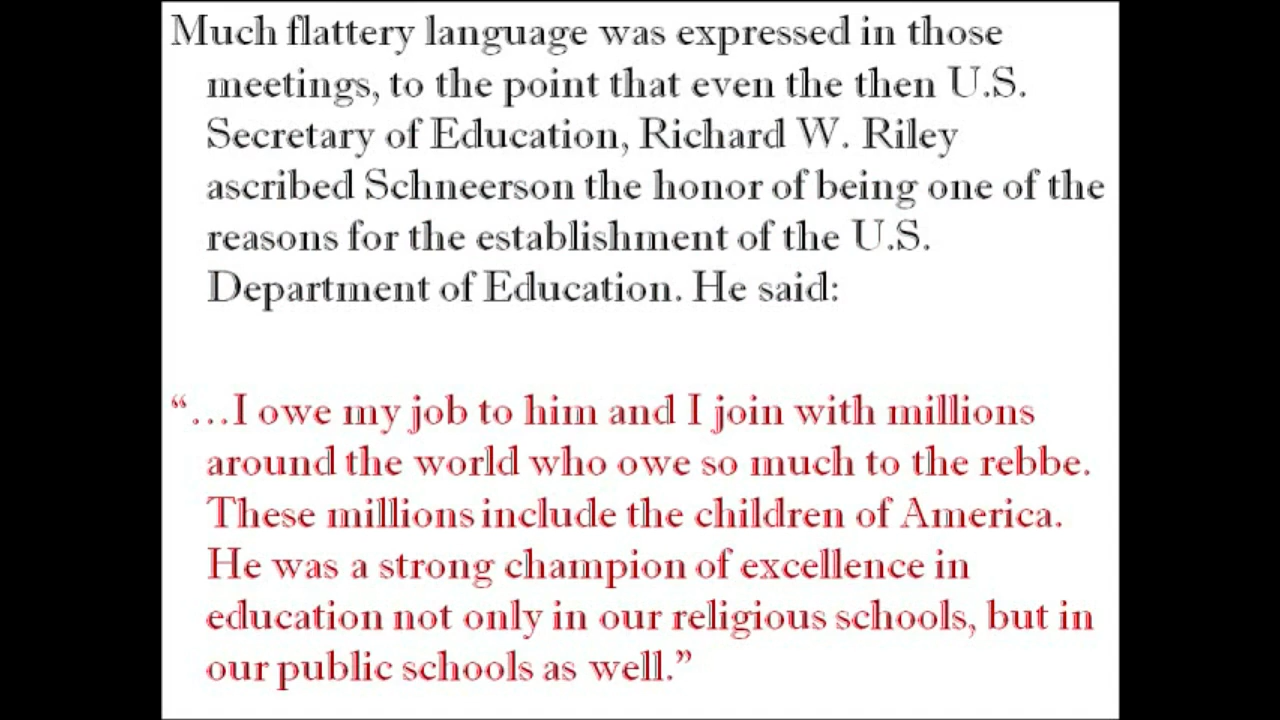 Much flattery language was expressed in those
meetings, to the point that even the then U.S.
Secretary of Education, Richard W. Riley
ascribed Schneerson the honor of being one of the
reasons for the establishment of the U.S.
Department of Education. He said:
“…I owe my job to him and I join with millions
around the world who owe so much to the rebbe.
These millions include the children of America.
He was a strong champion of excellence in
education not only in our religious schools, but in
our public schools as well.”